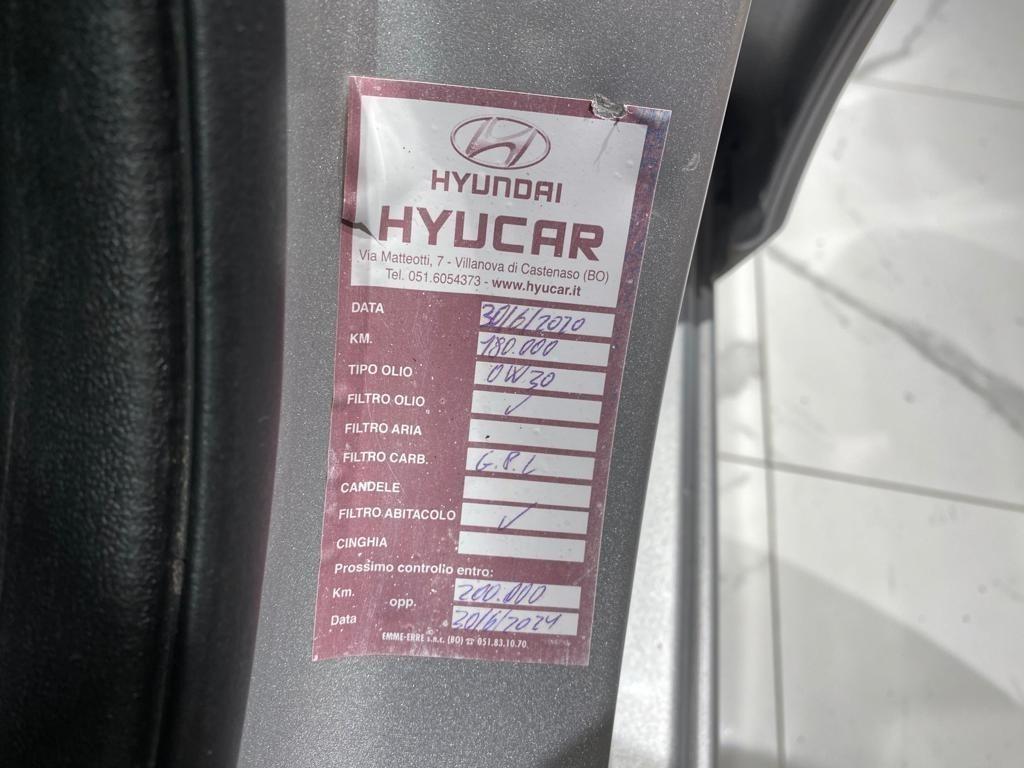 HYUNDAI
HYUCAR
Via Matteotti, 7 - Villanova di Castenaso (BO)
Tel. 051.6054373 - www.hyucar.it
DATA 30/6/2020
KM. 180.000
TIPO OLIO 0W30
FILTRO OLIO ✓
FILTRO ARIA
FILTRO CARB. G.P.L
CANDELE
FILTRO ABITACOLO ✓
CINGHIA
Prossimo controllo entro:
Km. 200.000
opp.
Data 30/6/2021
EMME-ERRE s.n.c. (BO) ☎ 051.83.10.70